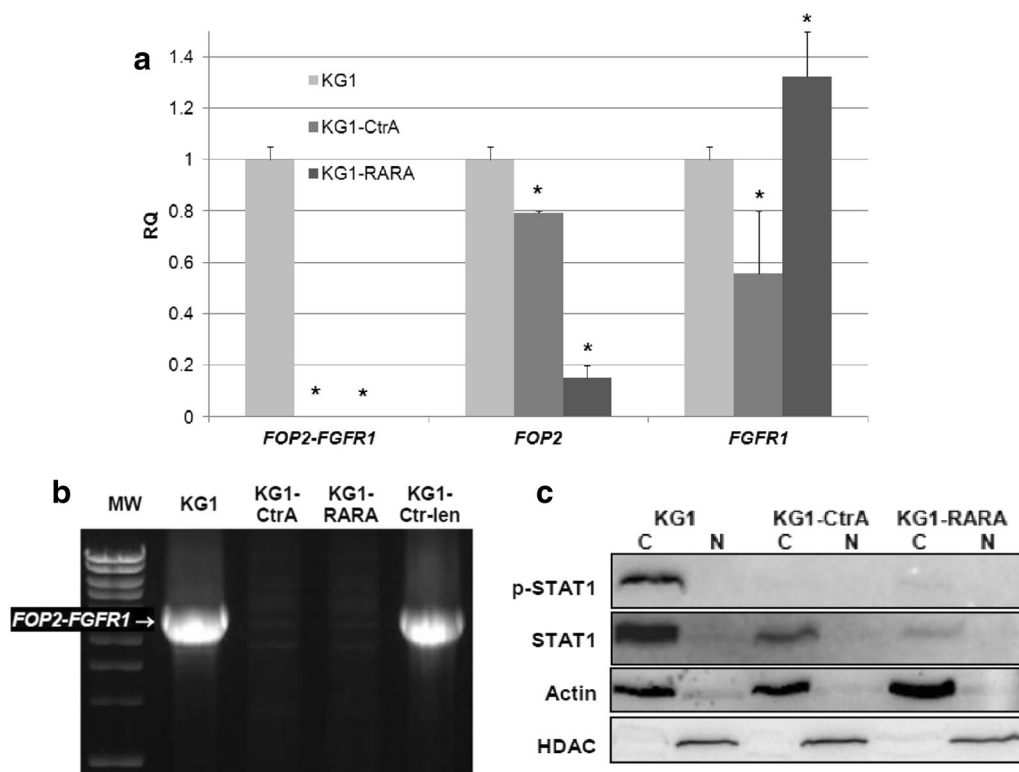 a
1.4
1.2
1
0.8
0.6
0.4
0.2
0
RQ
KG1
KG1-CtrA
KG1-RARA
* * * * * *
FOP2-FGFR1 FOP2 FGFR1
b
MW KG1 KG1-CtrA KG1-RARA KG1-Ctr-len
FOP2-FGFR1 →
c
KG1 KG1-CtrA KG1-RARA
C N C N C N
p-STAT1
STAT1
Actin
HDAC